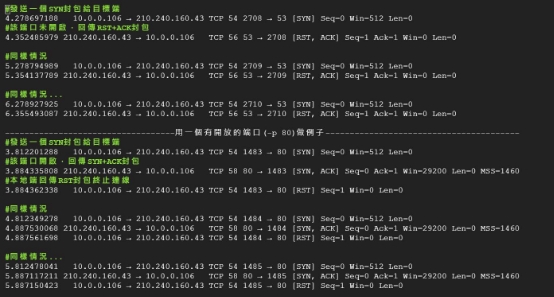 #發送一個SYN封包給目標端
4.278697188 10.0.0.106 → 210.240.160.43 TCP 54 2708 → 53 [SYN] Seq=0 Win=512 Len=0
#該端口未開啟，回傳RST+ACK封包
4.352485979 210.240.160.43 → 10.0.0.106 TCP 56 53 → 2708 [RST, ACK] Seq=1 Ack=1 Win=0 Len=0
#同樣情況
5.278794989 10.0.0.106 → 210.240.160.43 TCP 54 2709 → 53 [SYN] Seq=0 Win=512 Len=0
5.354137789 210.240.160.43 → 10.0.0.106 TCP 56 53 → 2709 [RST, ACK] Seq=1 Ack=1 Win=0 Len=0
#同樣情況...
6.278927925 10.0.0.106 → 210.240.160.43 TCP 54 2710 → 53 [SYN] Seq=0 Win=512 Len=0
6.355493087 210.240.160.43 → 10.0.0.106 TCP 56 53 → 2710 [RST, ACK] Seq=1 Ack=1 Win=0 Len=0
------------------------------------用一個有開放的端口(-p 80)做例子------------------------------------
#發送一個SYN封包給目標端
3.812201288 10.0.0.106 → 210.240.160.43 TCP 54 1483 → 80 [SYN] Seq=0 Win=512 Len=0
#該端口開啟，回傳SYN+ACK封包
3.884335808 210.240.160.43 → 10.0.0.106 TCP 58 80 → 1483 [SYN, ACK] Seq=0 Ack=1 Win=29200 Len=0 MSS=1460
#本地端回傳RST封包終止連線
3.884362338 10.0.0.106 → 210.240.160.43 TCP 54 1483 → 80 [RST] Seq=1 Win=0 Len=0
#同樣情況
4.812349278 10.0.0.106 → 210.240.160.43 TCP 54 1484 → 80 [SYN] Seq=0 Win=512 Len=0
4.887530068 210.240.160.43 → 10.0.0.106 TCP 58 80 → 1484 [SYN, ACK] Seq=0 Ack=1 Win=29200 Len=0 MSS=1460
4.887561698 10.0.0.106 → 210.240.160.43 TCP 54 1484 → 80 [RST] Seq=1 Win=0 Len=0
#同樣情況...
5.812478041 10.0.0.106 → 210.240.160.43 TCP 54 1485 → 80 [SYN] Seq=0 Win=512 Len=0
5.887117321 210.240.160.43 → 10.0.0.106 TCP 58 80 → 1485 [SYN, ACK] Seq=0 Ack=1 Win=29200 Len=0 MSS=1460
5.887150423 10.0.0.106 → 210.240.160.43 TCP 54 1485 → 80 [RST] Seq=1 Win=0 Len=0